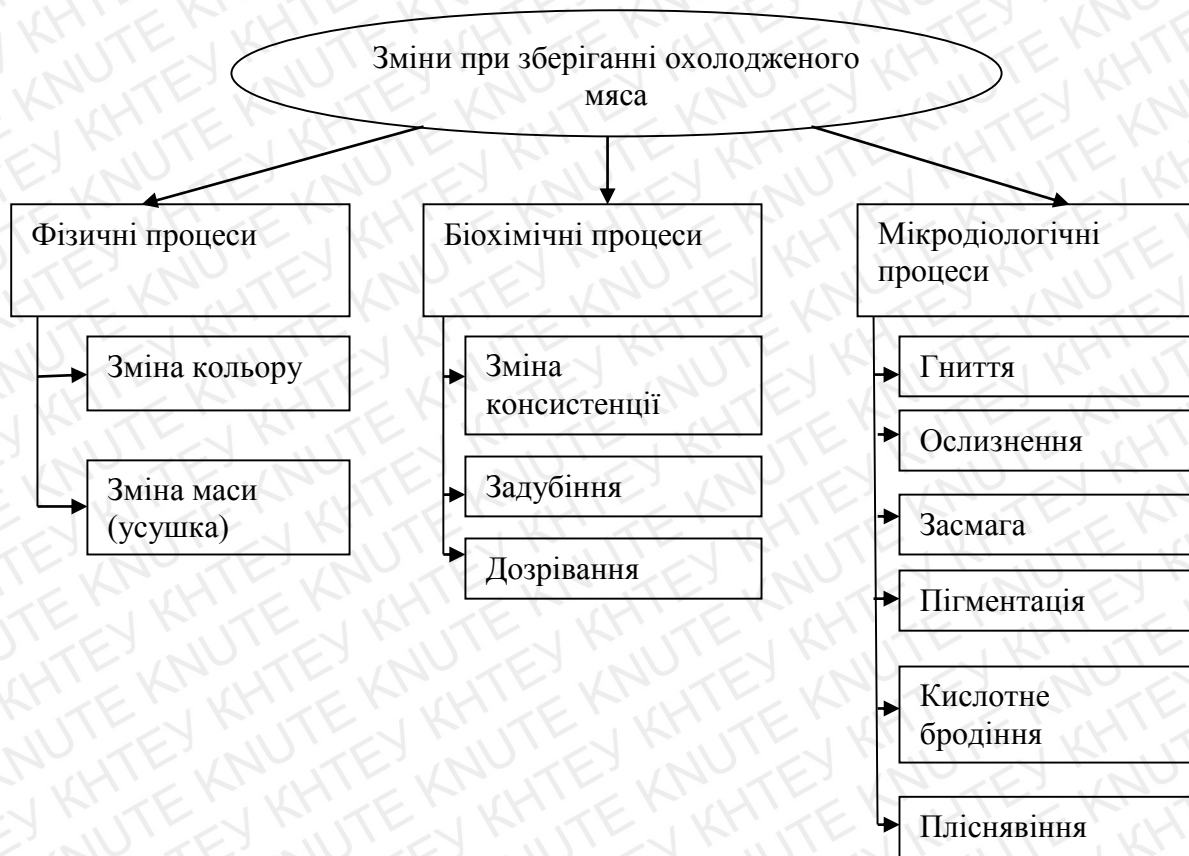 Зміни при зберіганні охолодженого
мяса
Фізичні процеси
Біохімічні процеси
Мікродіологічні
процеси
Зміна кольору
Зміна маси
(усушка)
Зміна
консистенції
Задубіння
Дозрівання
Гниття
Ослизнення
Засмага
Пігментація
Кислотне
бродіння
Пліснявіння